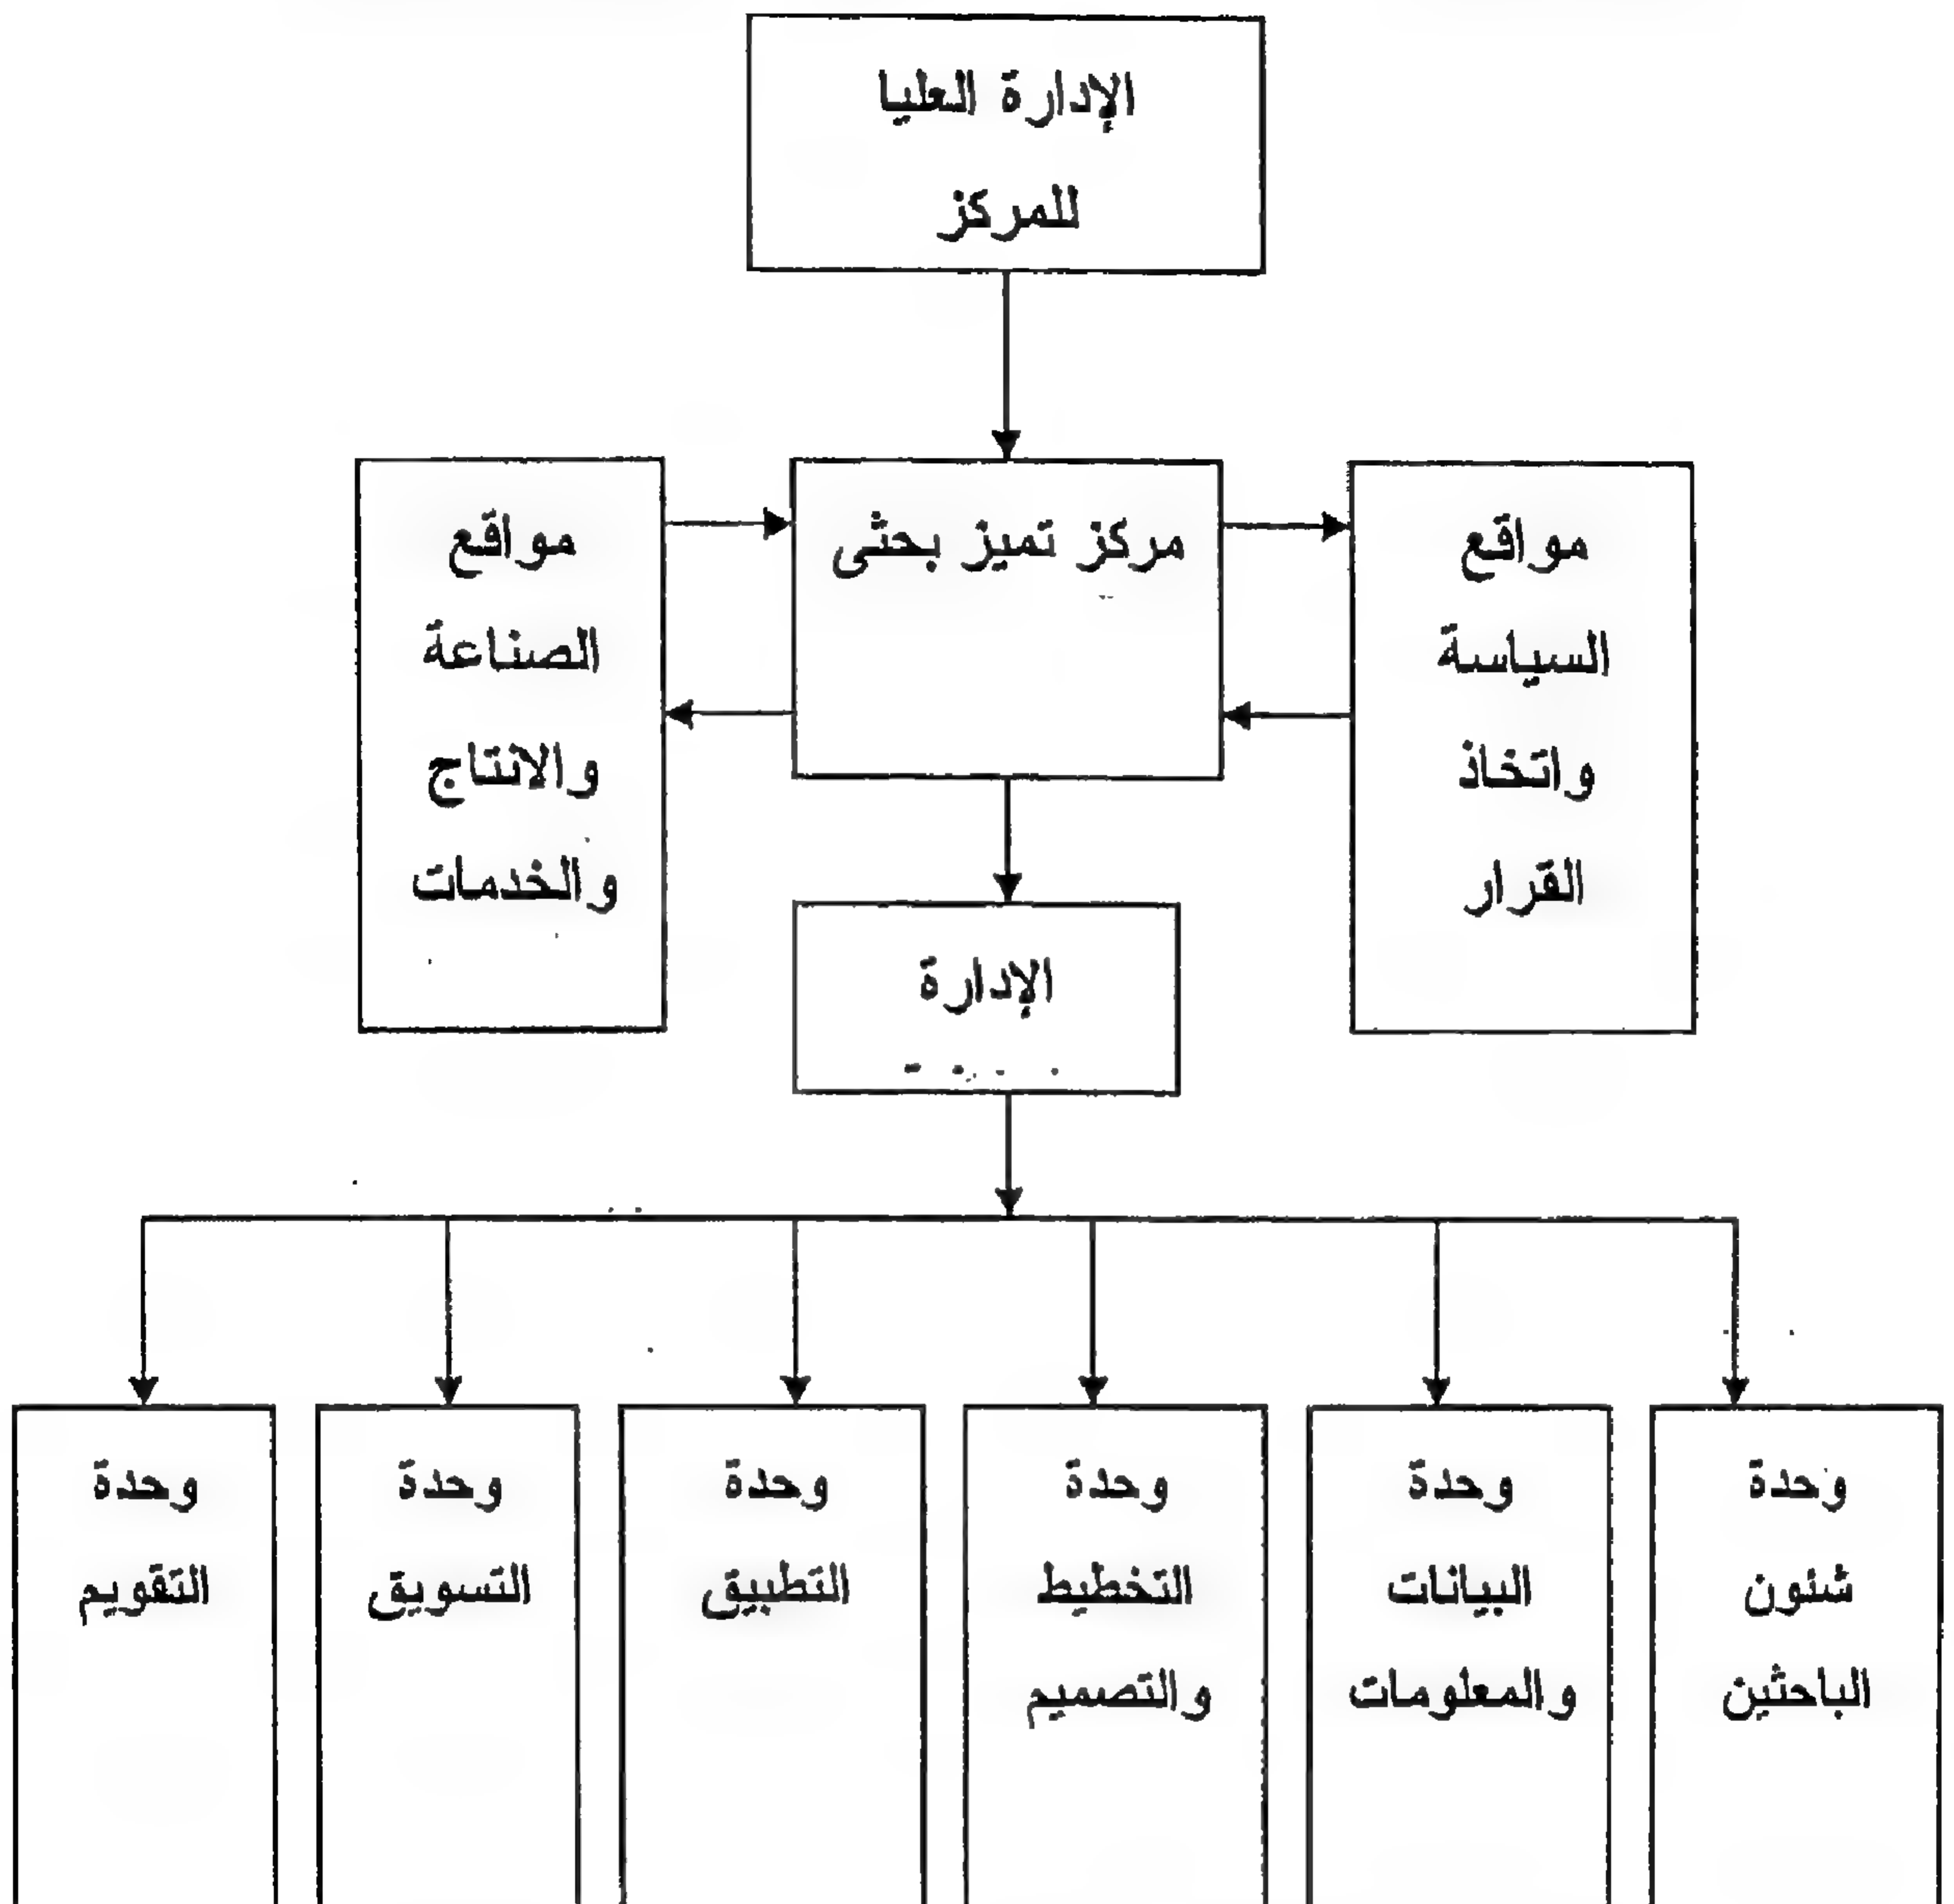 الإدارة العليا
للمركز
مركز تميز بحثى
مواقع
السياسة
واتخاذ
القرار
مواقع
الصناعة
والانتاج
والخدمات
الإدارة
وحدة
شئون
الباحثين
وحدة
البيانات
والمعلومات
وحدة
التخطيط
والتصميم
وحدة
التطبيق
وحدة
التسويق
وحدة
التقويم